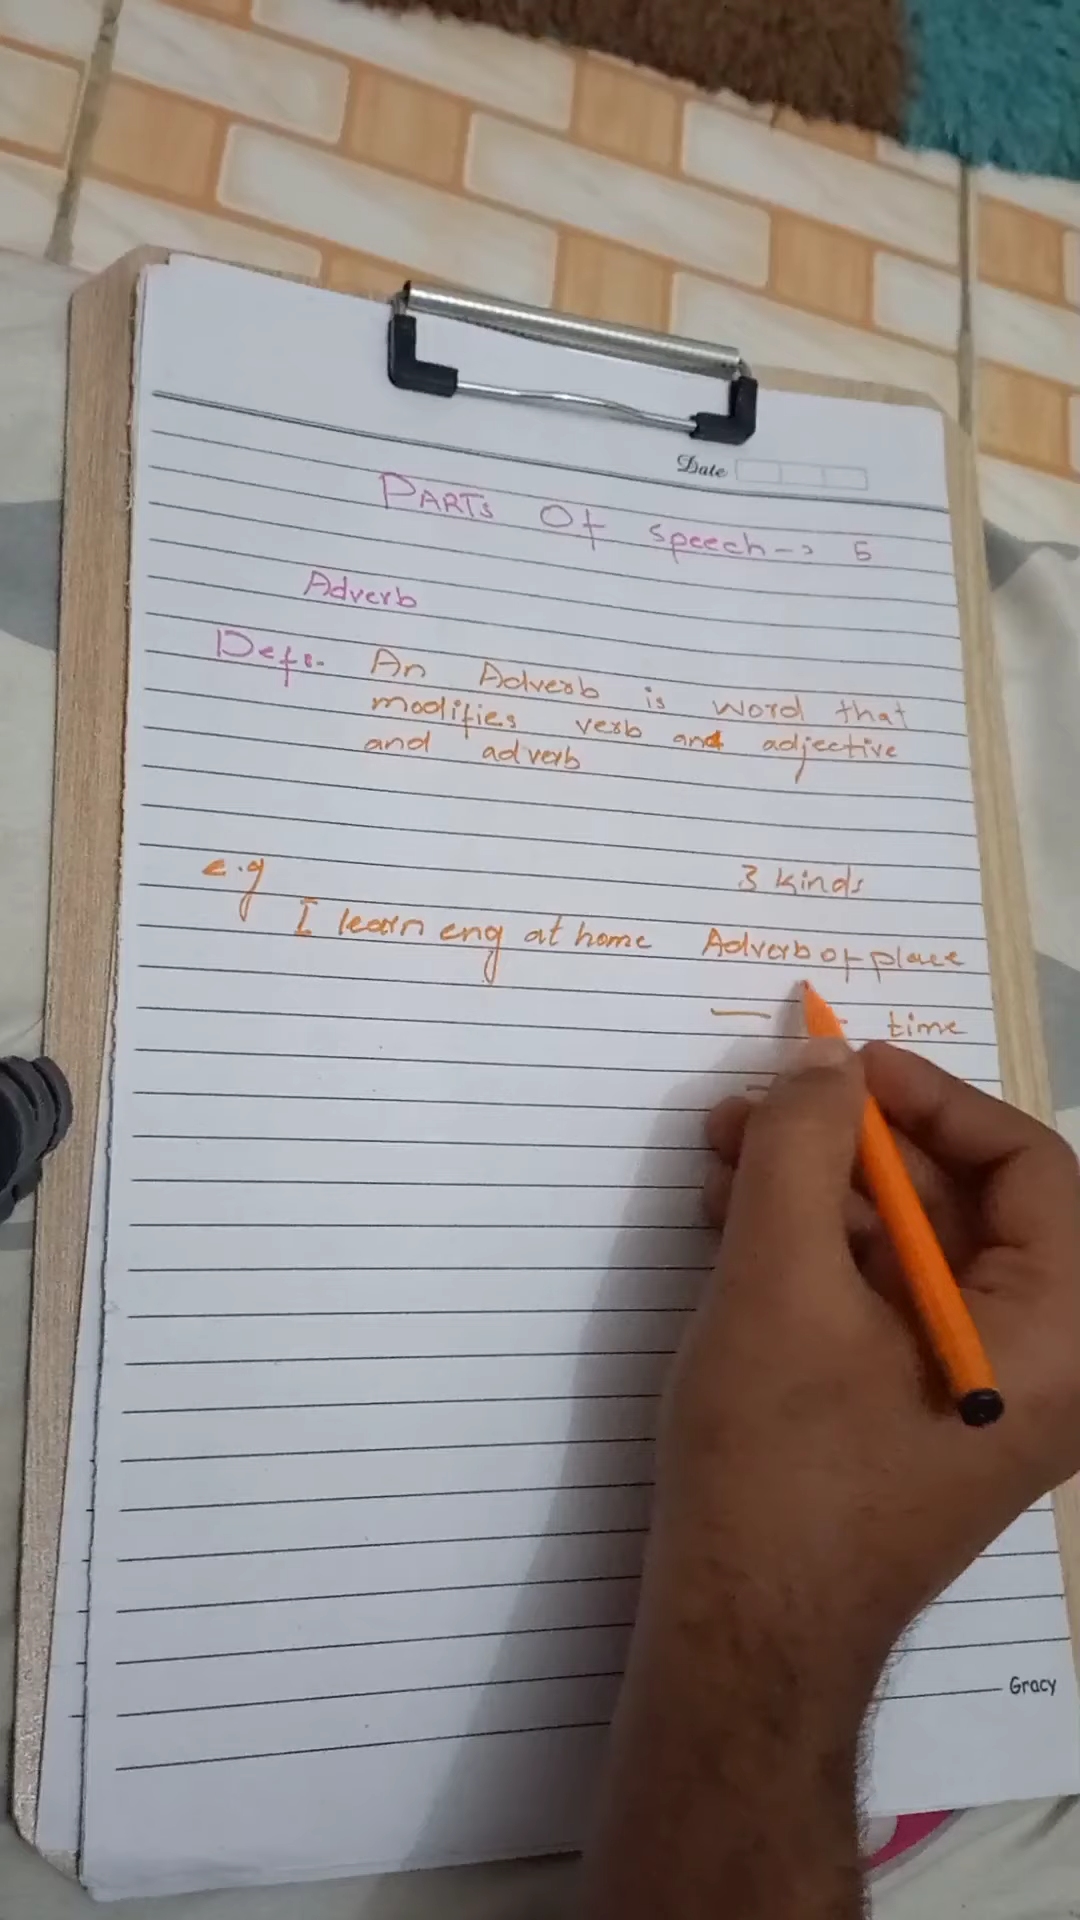 Date
PARTS Of speech -> 5
Adverb
Def:- An Adverb is word that
modifies verb and adjective
and adverb
e.g
3 kinds
I learn eng at home Adverb of place
— - time
Gracy